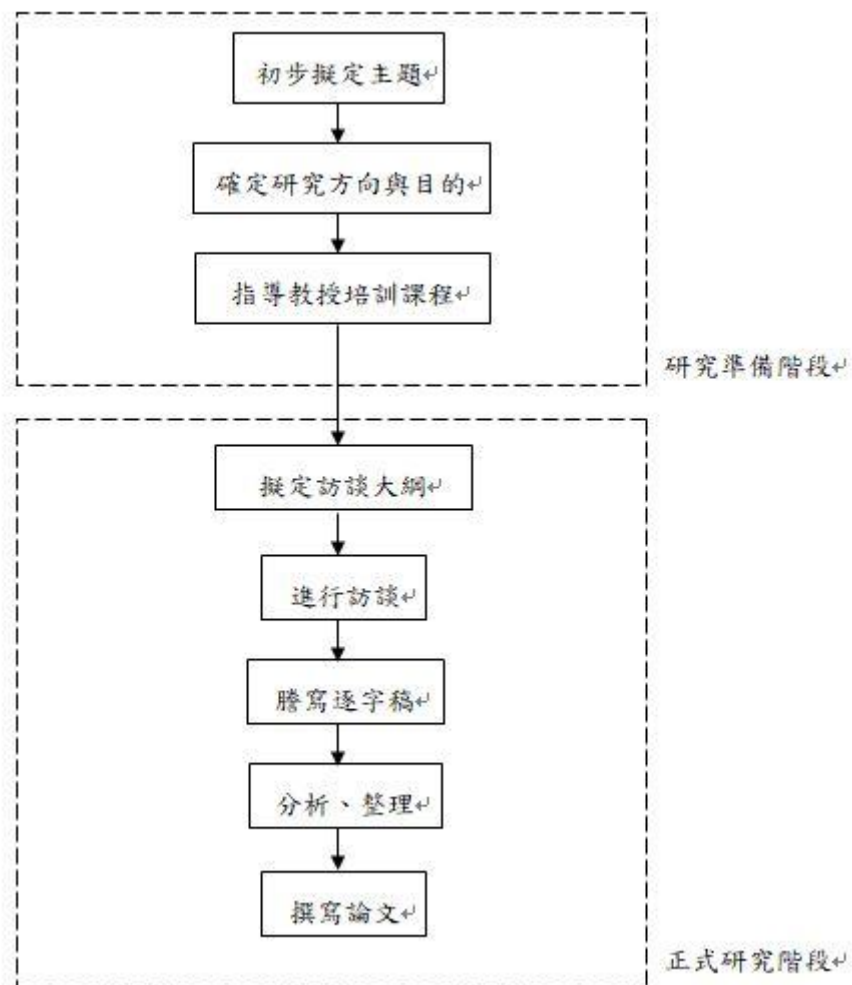 初步擬定主題↵
確定研究方向與目的↵
指導教授培訓課程↵
研究準備階段↵
擬定訪談大綱↵
進行訪談↵
謄寫逐字稿↵
分析、整理↵
撰寫論文↵
正式研究階段↵